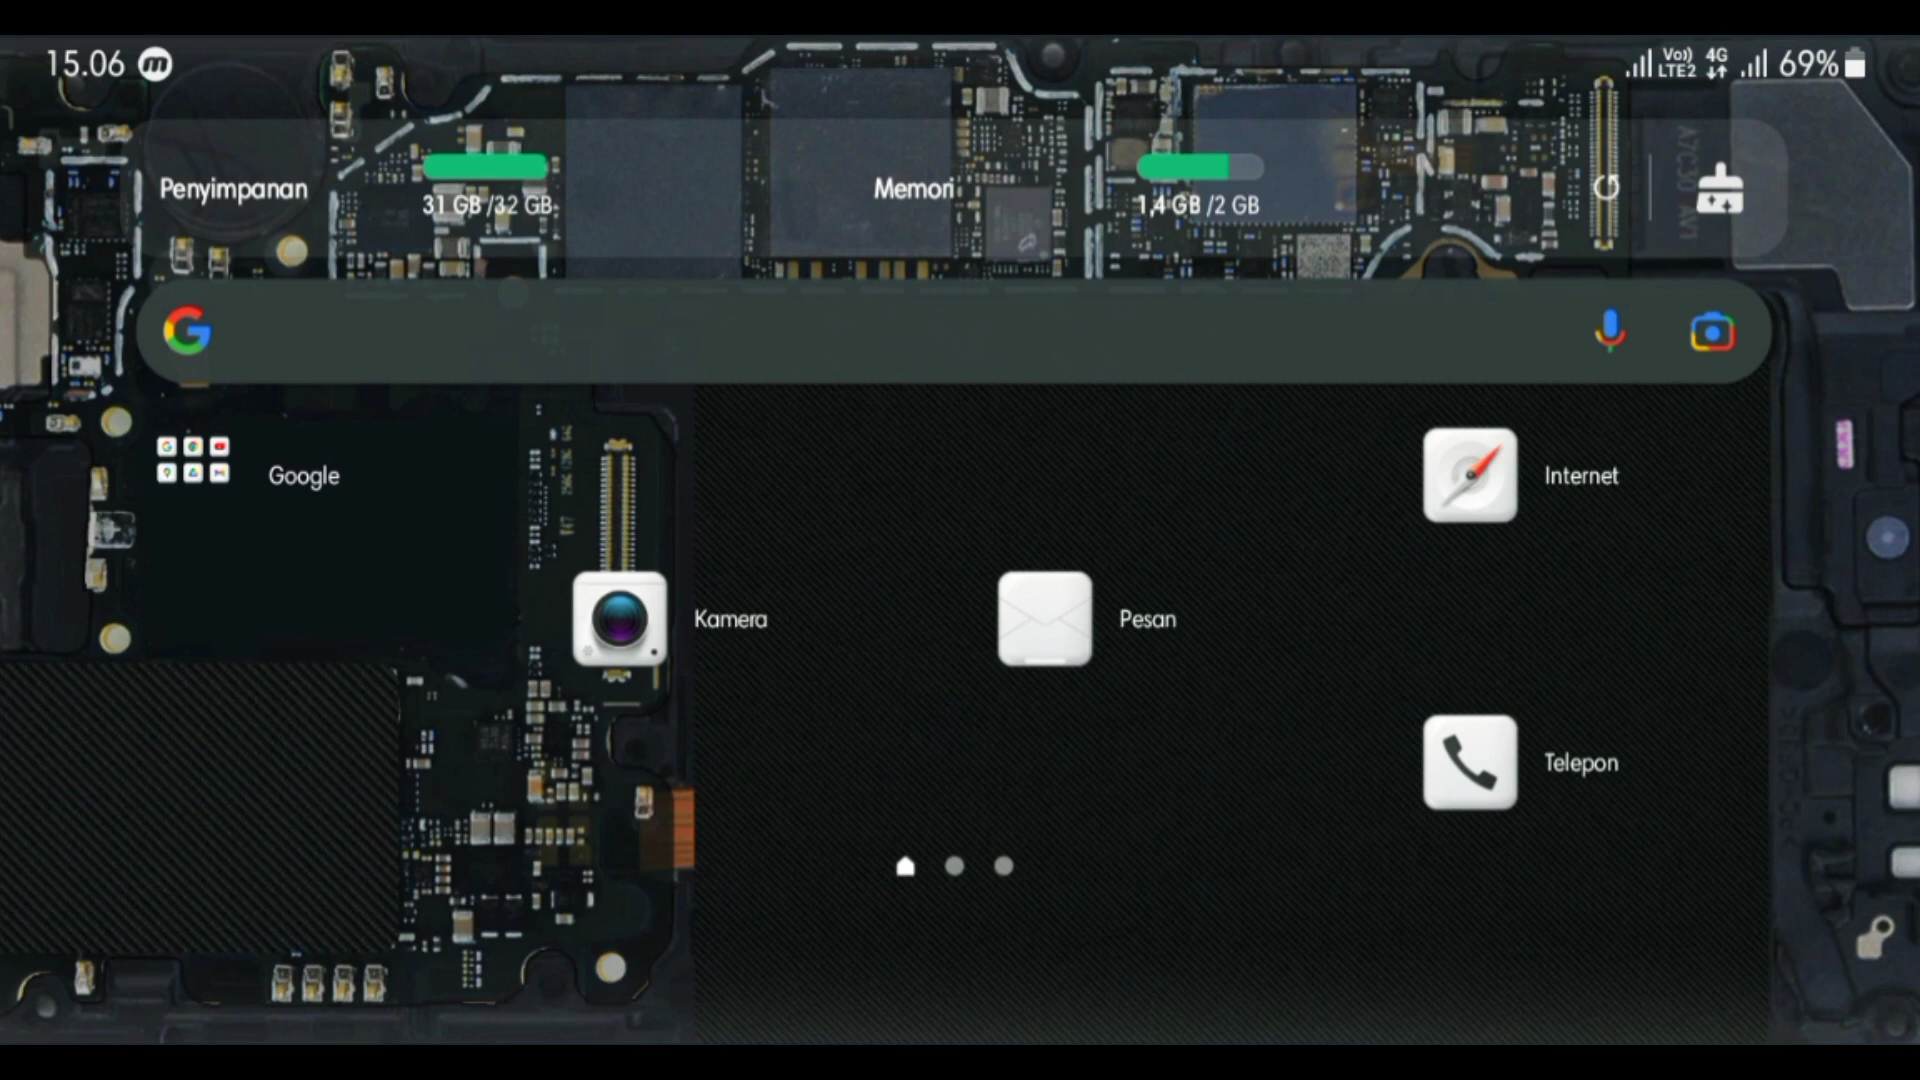 15.06
Vo)) LTE2 4G 69%
Penyimpanan
31 GB /32 GB
Memori
1,4 GB /2 GB
Google
Internet
Kamera
Pesan
Telepon